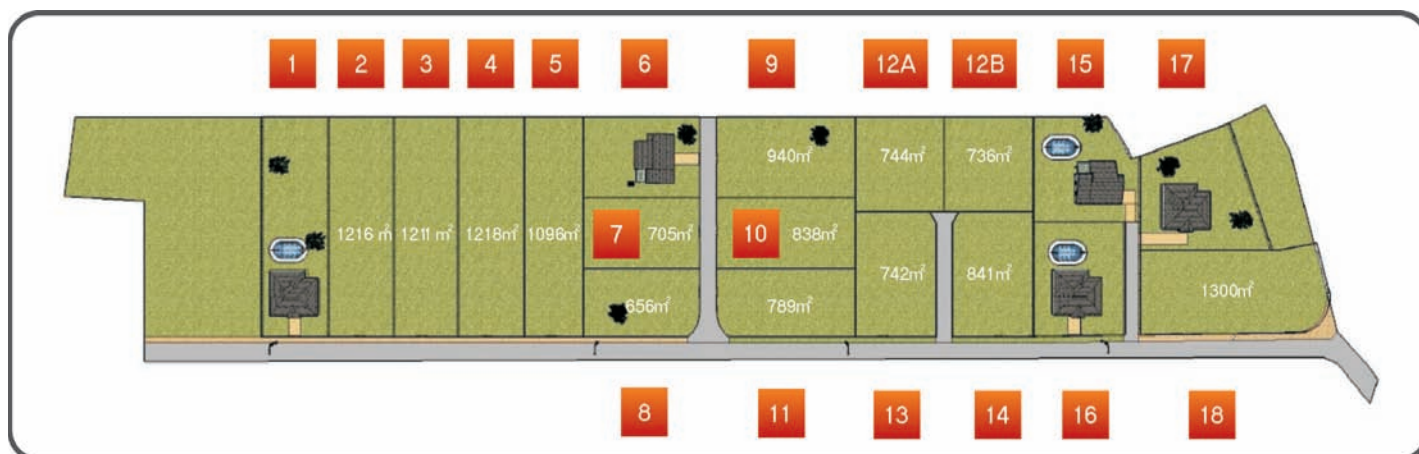 1 2 3 4 5 6 9 12A 12B 15 17
940m² 744m² 736m²
1216 m² 1211 m² 1218m² 1096m² 7 705m² 10 838m²
742m² 841m²
656m² 789m² 1300m²
8 11 13 14 16 18